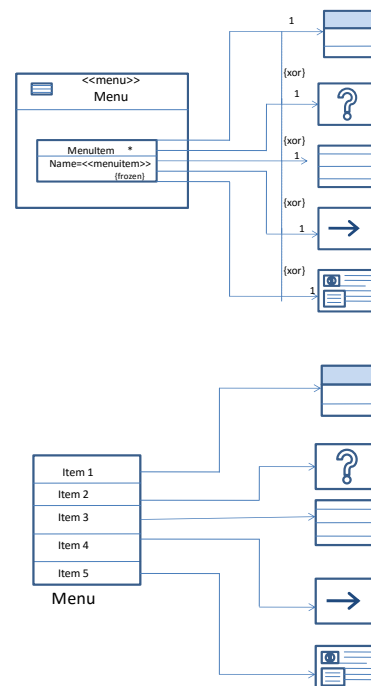 1
<<menu>>
Menu
{xor}
1
MenuItem *
Name=<<menuitem>>
{frozen}
{xor}
1
{xor}
1
{xor}
1
Item 1
Item 2
Item 3
Item 4
Item 5
Menu